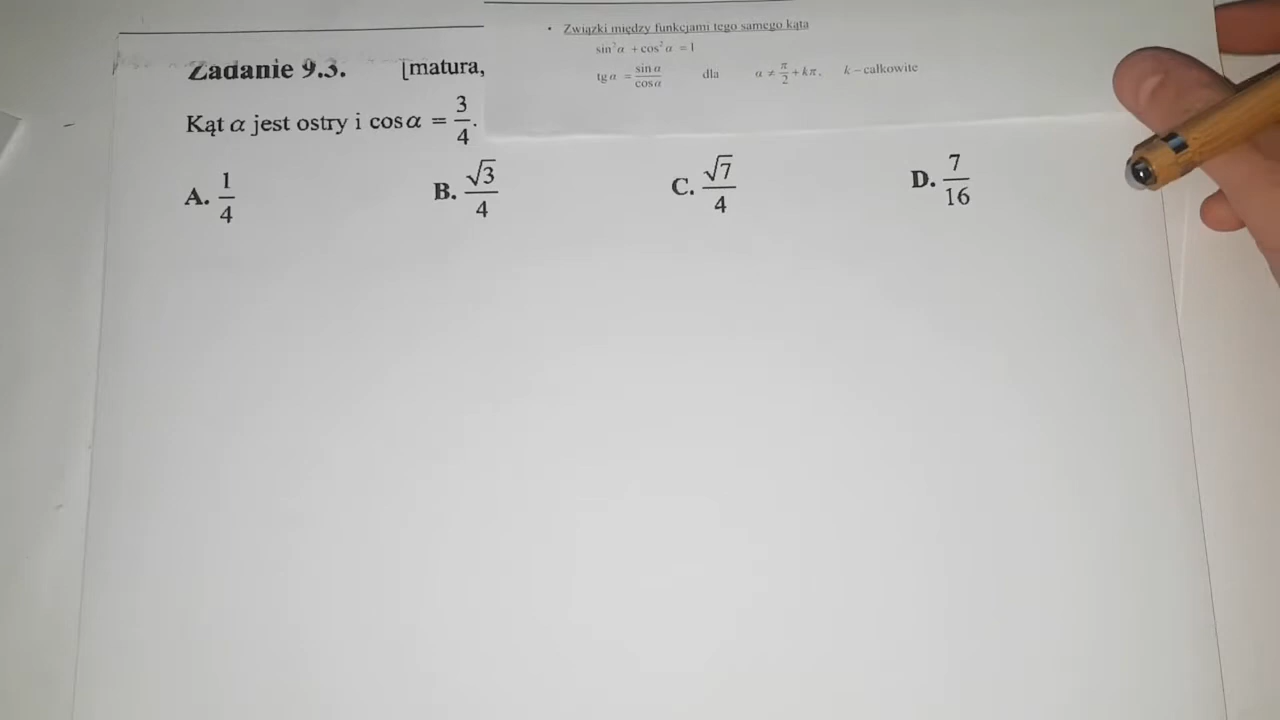 • Związki między funkcjami tego samego kąta
sin²α + cos²α = 1
tg α = sin α / cos α dla α ≠ π/2 + kπ, k – całkowite
Zadanie 9.3. [matura,
Kąt α jest ostry i cos α = 3/4.
A. 1/4 B. √3/4 C. √7/4 D. 7/16